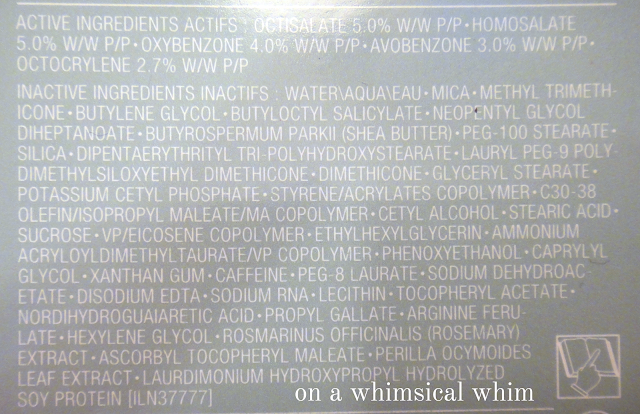 ACTIVE INGREDIENTS ACTIFS : OCTISALATE 5.0% W/W P/P • HOMOSALATE
5.0% W/W P/P • OXYBENZONE 4.0% W/W P/P • AVOBENZONE 3.0% W/W P/P •
OCTOCRYLENE 2.7% W/W P/P
INACTIVE INGREDIENTS INACTIFS : WATER\AQUA\EAU • MICA • METHYL TRIMETH-
ICONE • BUTYLENE GLYCOL • BUTYLOCTYL SALICYLATE • NEOPENTYL GLYCOL
DIHEPTANOATE • BUTYROSPERMUM PARKII (SHEA BUTTER) • PEG-100 STEARATE •
SILICA • DIPENTAERYTHRITYL TRI-POLYHYDROXYSTEARATE • LAURYL PEG-9 POLY-
DIMETHYLSILOXYETHYL DIMETHICONE • DIMETHICONE • GLYCERYL STEARATE •
POTASSIUM CETYL PHOSPHATE • STYRENE/ACRYLATES COPOLYMER • C30-38
OLEFIN/ISOPROPYL MALEATE/MA COPOLYMER • CETYL ALCOHOL • STEARIC ACID •
SUCROSE • VP/EICOSENE COPOLYMER • ETHYLHEXYLGLYCERIN • AMMONIUM
ACRYLOYLDIMETHYLTAURATE/VP COPOLYMER • PHENOXYETHANOL • CAPRYLYL
GLYCOL • XANTHAN GUM • CAFFEINE • PEG-8 LAURATE • SODIUM DEHYDROAC-
ETATE • DISODIUM EDTA • SODIUM RNA • LECITHIN • TOCOPHERYL ACETATE •
NORDIHYDROGUAIARETIC ACID • PROPYL GALLATE • ARGININE FERU-
LATE • HEXYLENE GLYCOL • ROSMARINUS OFFICINALIS (ROSEMARY)
EXTRACT • ASCORBYL TOCOPHERYL MALEATE • PERILLA OCYMOIDES
LEAF EXTRACT • LAURDIMONIUM HYDROXYPROPYL HYDROLYZED
SOY PROTEIN [ILN37777]
on a whimsical whim